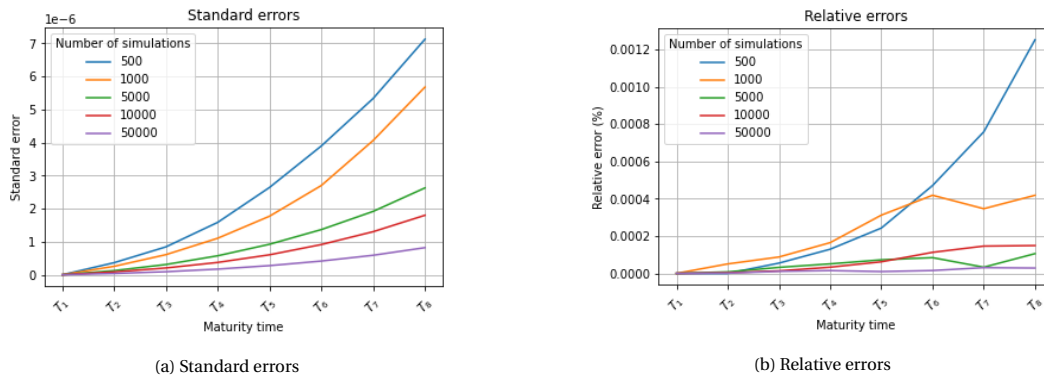 Standard errors
1e−6
Number of simulations
500
1000
5000
10000
50000
7
6
5
4
3
2
1
0
Standard error
T1 T2 T3 T4 T5 T6 T7 T8
Maturity time
(a) Standard errors
Relative errors
Number of simulations
500
1000
5000
10000
50000
0.0012
0.0010
0.0008
0.0006
0.0004
0.0002
0.0000
Relative error (%)
T1 T2 T3 T4 T5 T6 T7 T8
Maturity time
(b) Relative errors